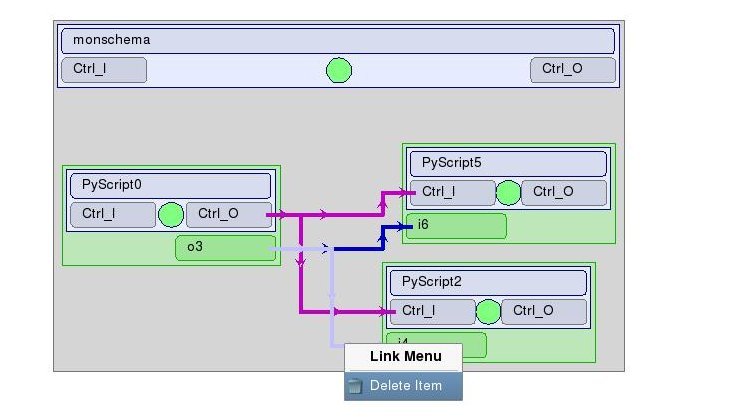 monschema
Ctrl_I
Ctrl_O
PyScript5
PyScript0
Ctrl_I
Ctrl_O
Ctrl_I
Ctrl_O
i6
o3
PyScript2
Ctrl_I
Ctrl_O
i4
Link Menu
Delete Item